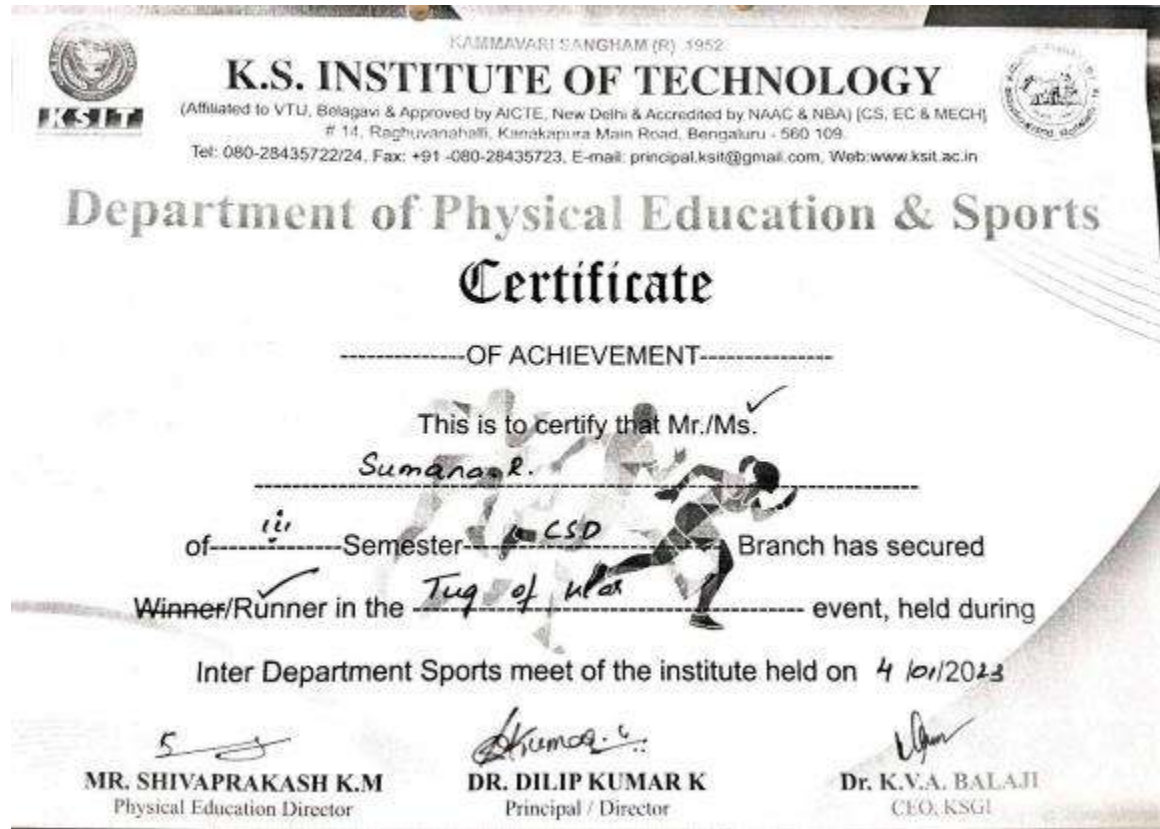 KAMMAVARI SANGHAM (R) 1952
K.S. INSTITUTE OF TECHNOLOGY
KSIT
(Affiliated to VTU, Belagavi & Approved by AICTE, New Delhi & Accredited by NAAC & NBA) [CS, EC & MECH]
# 14, Raghuvanahalli, Kanakapura Main Road, Bengaluru - 560 109.
Tel: 080-28435722/24, Fax: +91 -080-28435723, E-mail: principal.ksit@gmail.com, Web:www.ksit.ac.in
Department of Physical Education & Sports
Certificate
--------------OF ACHIEVEMENT---------------
This is to certify that Mr./Ms.
Sumana R.
of iii Semester CSD Branch has secured
Winner/Runner in the Tug of War event, held during
Inter Department Sports meet of the institute held on 4/01/2023
MR. SHIVAPRAKASH K.M DR. DILIP KUMAR K Dr. K.V.A. BALAJI
Physical Education Director Principal / Director CEO, KSGI